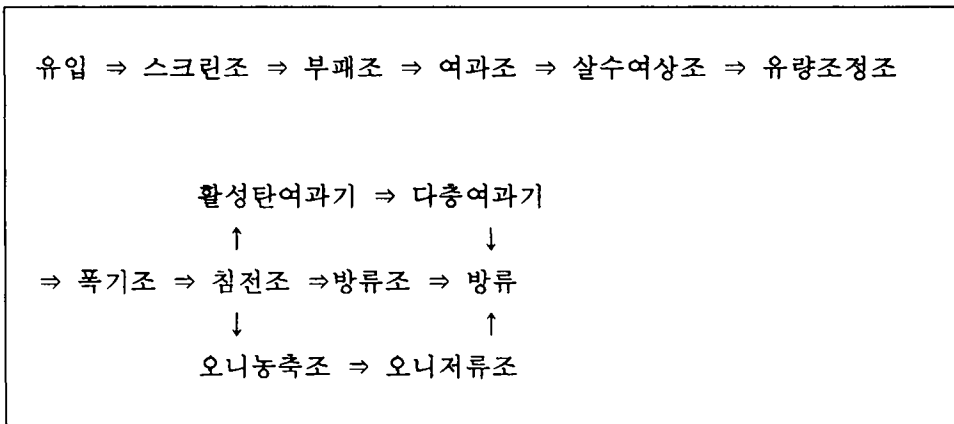 유입 ⇒ 스크린조 ⇒ 부패조 ⇒ 여과조 ⇒ 살수여상조 ⇒ 유량조정조
활성탄여과기 ⇒ 다층여과기
↑ ↓
⇒ 폭기조 ⇒ 침전조 ⇒방류조 ⇒ 방류
↓ ↑
오니농축조 ⇒ 오니저류조